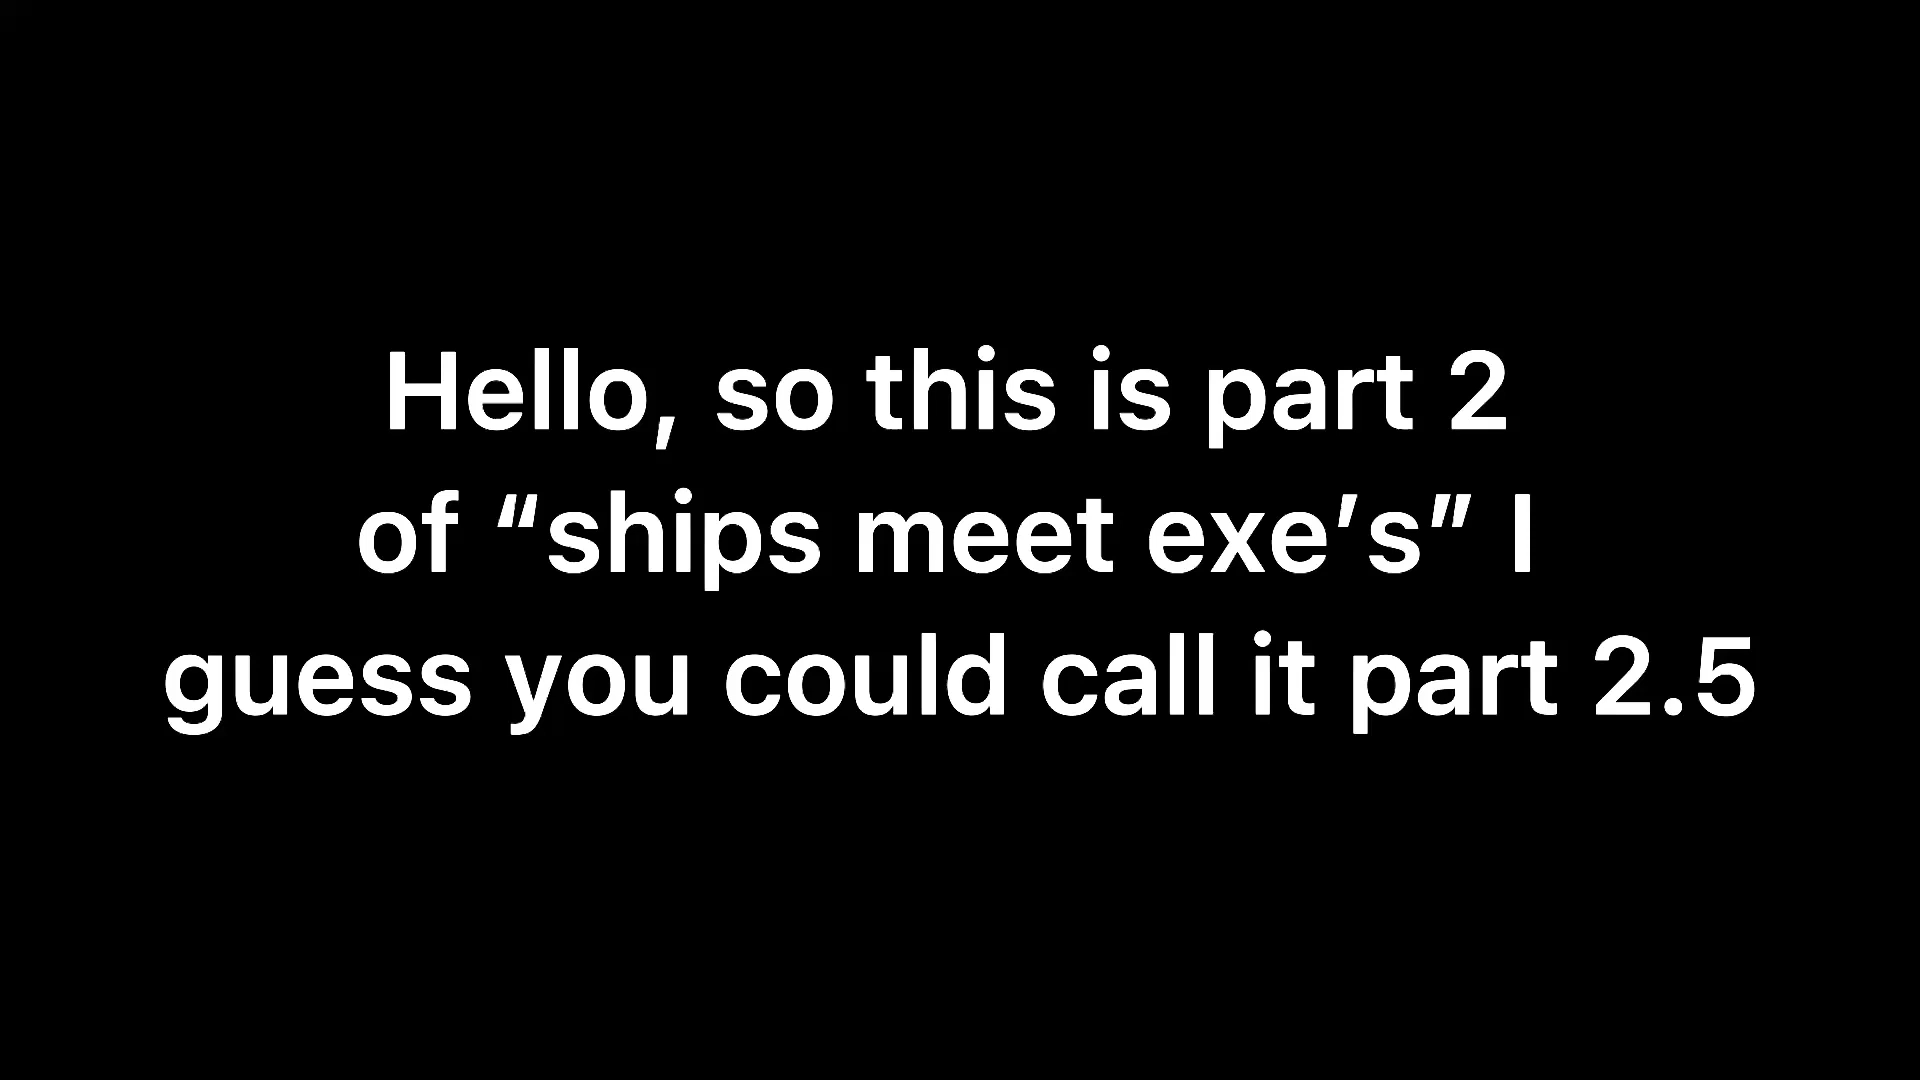 Hello, so this is part 2
of “ships meet exe’s” I
guess you could call it part 2.5